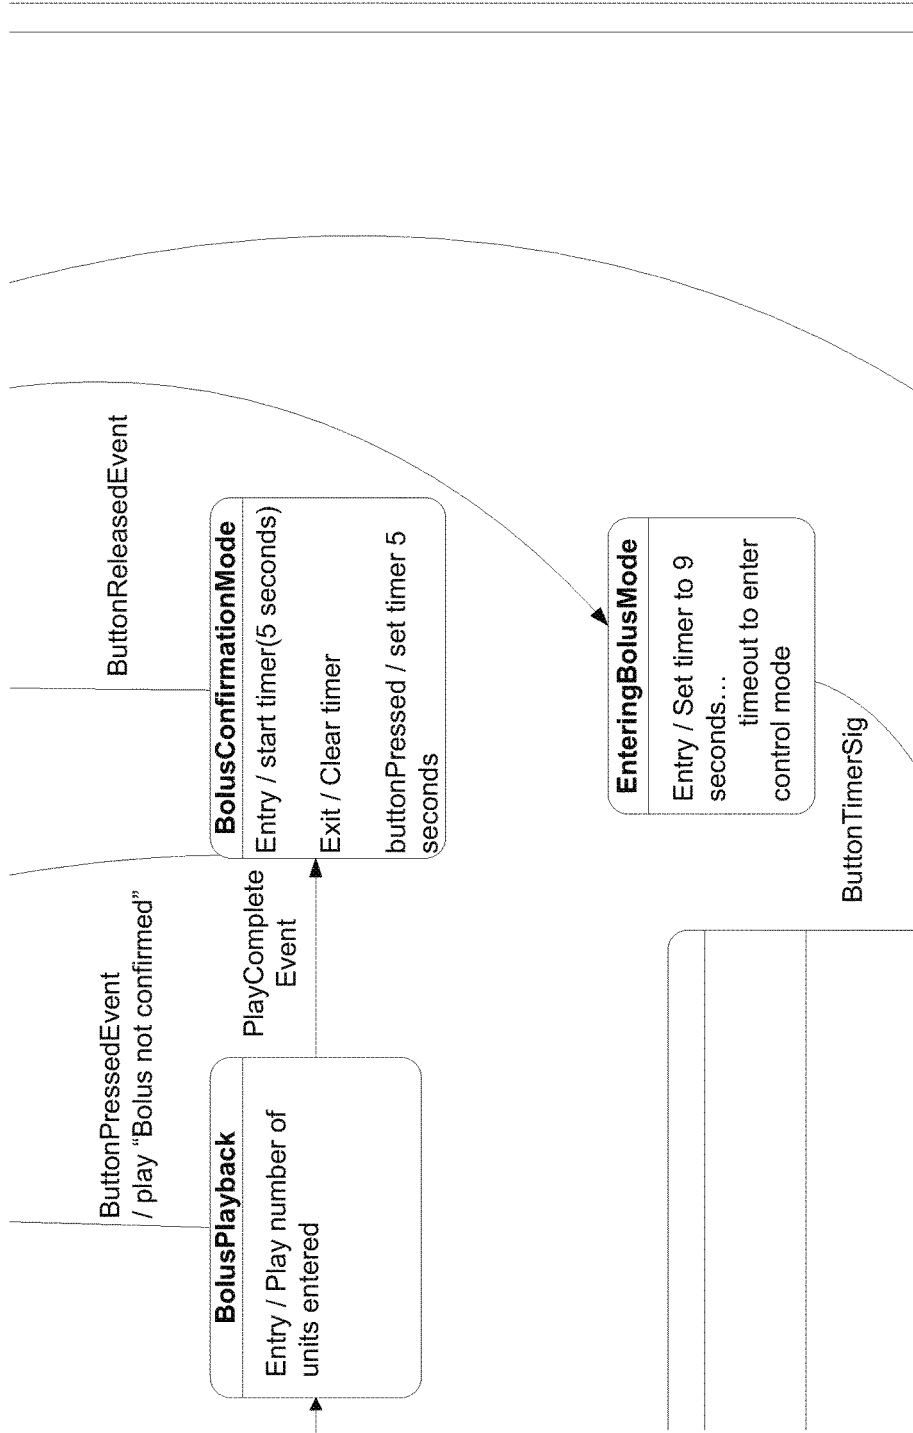 ButtonPressedEvent
/ play “Bolus not confirmed”
ButtonReleasedEvent
BolusPlayback
Entry / Play number of
units entered
PlayComplete
Event
BolusConfirmationMode
Entry / start timer(5 seconds)
Exit / Clear timer
buttonPressed / set timer 5
seconds
EnteringBolusMode
Entry / Set timer to 9
seconds…
timeout to enter
control mode
ButtonTimerSig